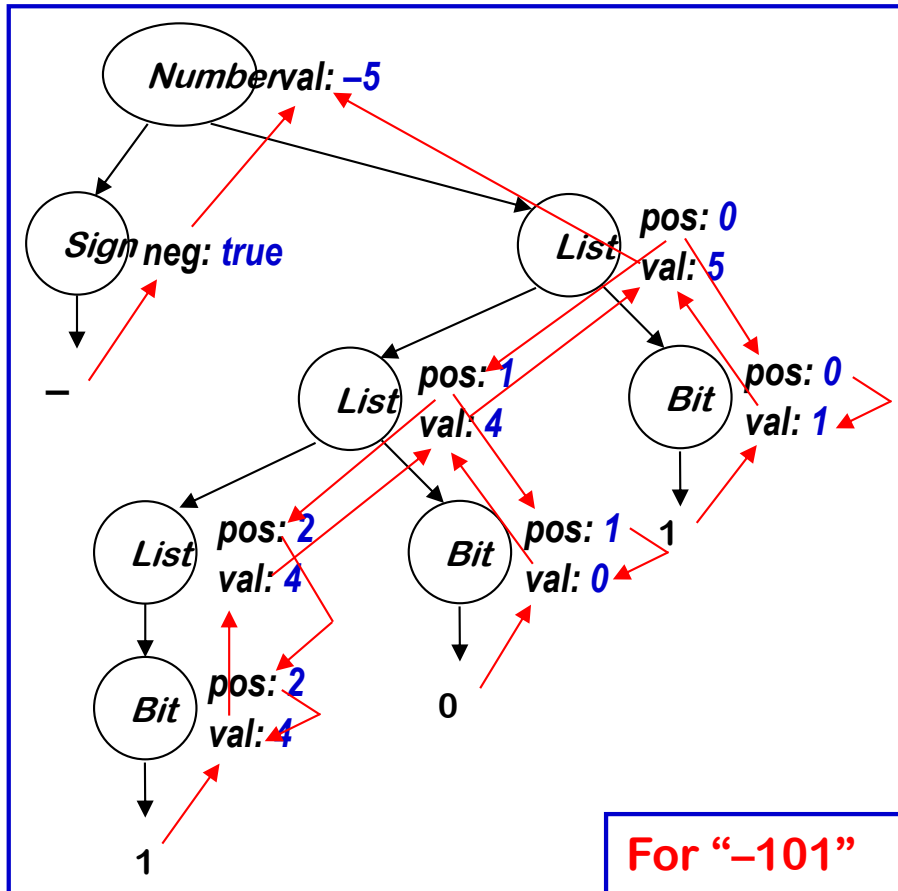 Number val: –5
Sign neg: true
List pos: 0
val: 5
–
List pos: 1
val: 4
Bit pos: 0
val: 1
List pos: 2
val: 4
Bit pos: 1
val: 0
1
Bit pos: 2
val: 4
0
1
For “–101”